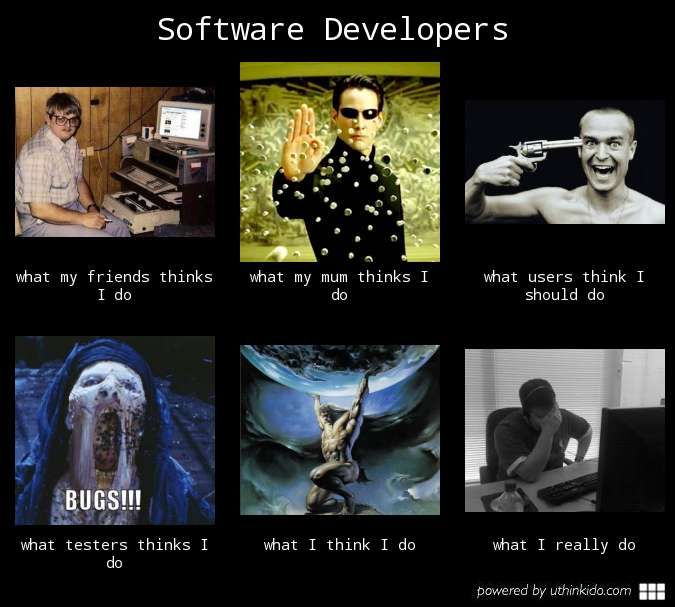 Software Developers
what my friends thinks
I do
what my mum thinks I
do
what users think I
should do
BUGS!!!
what testers thinks I
do
what I think I do
what I really do
powered by uthinkido.com